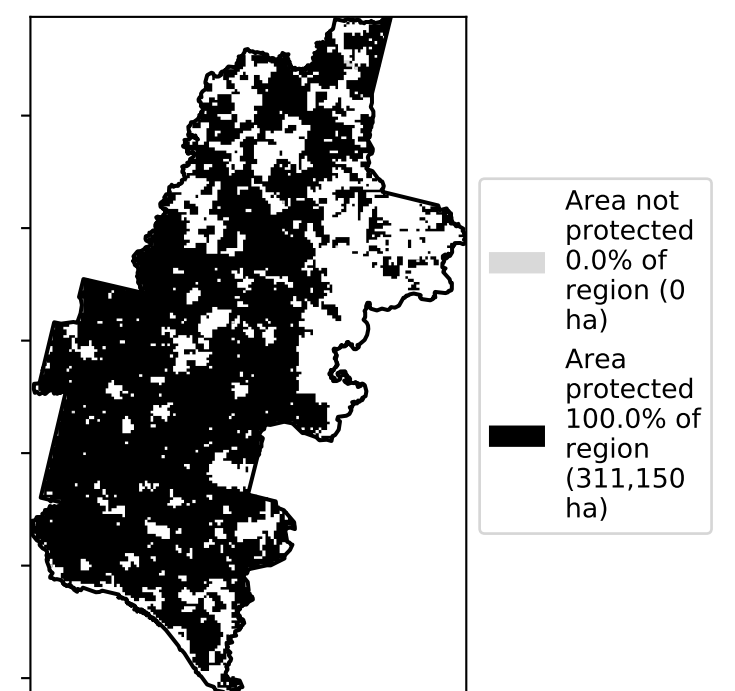 Area not
protected
0.0% of
region (0
ha)
Area
protected
100.0% of
region
(311,150
ha)